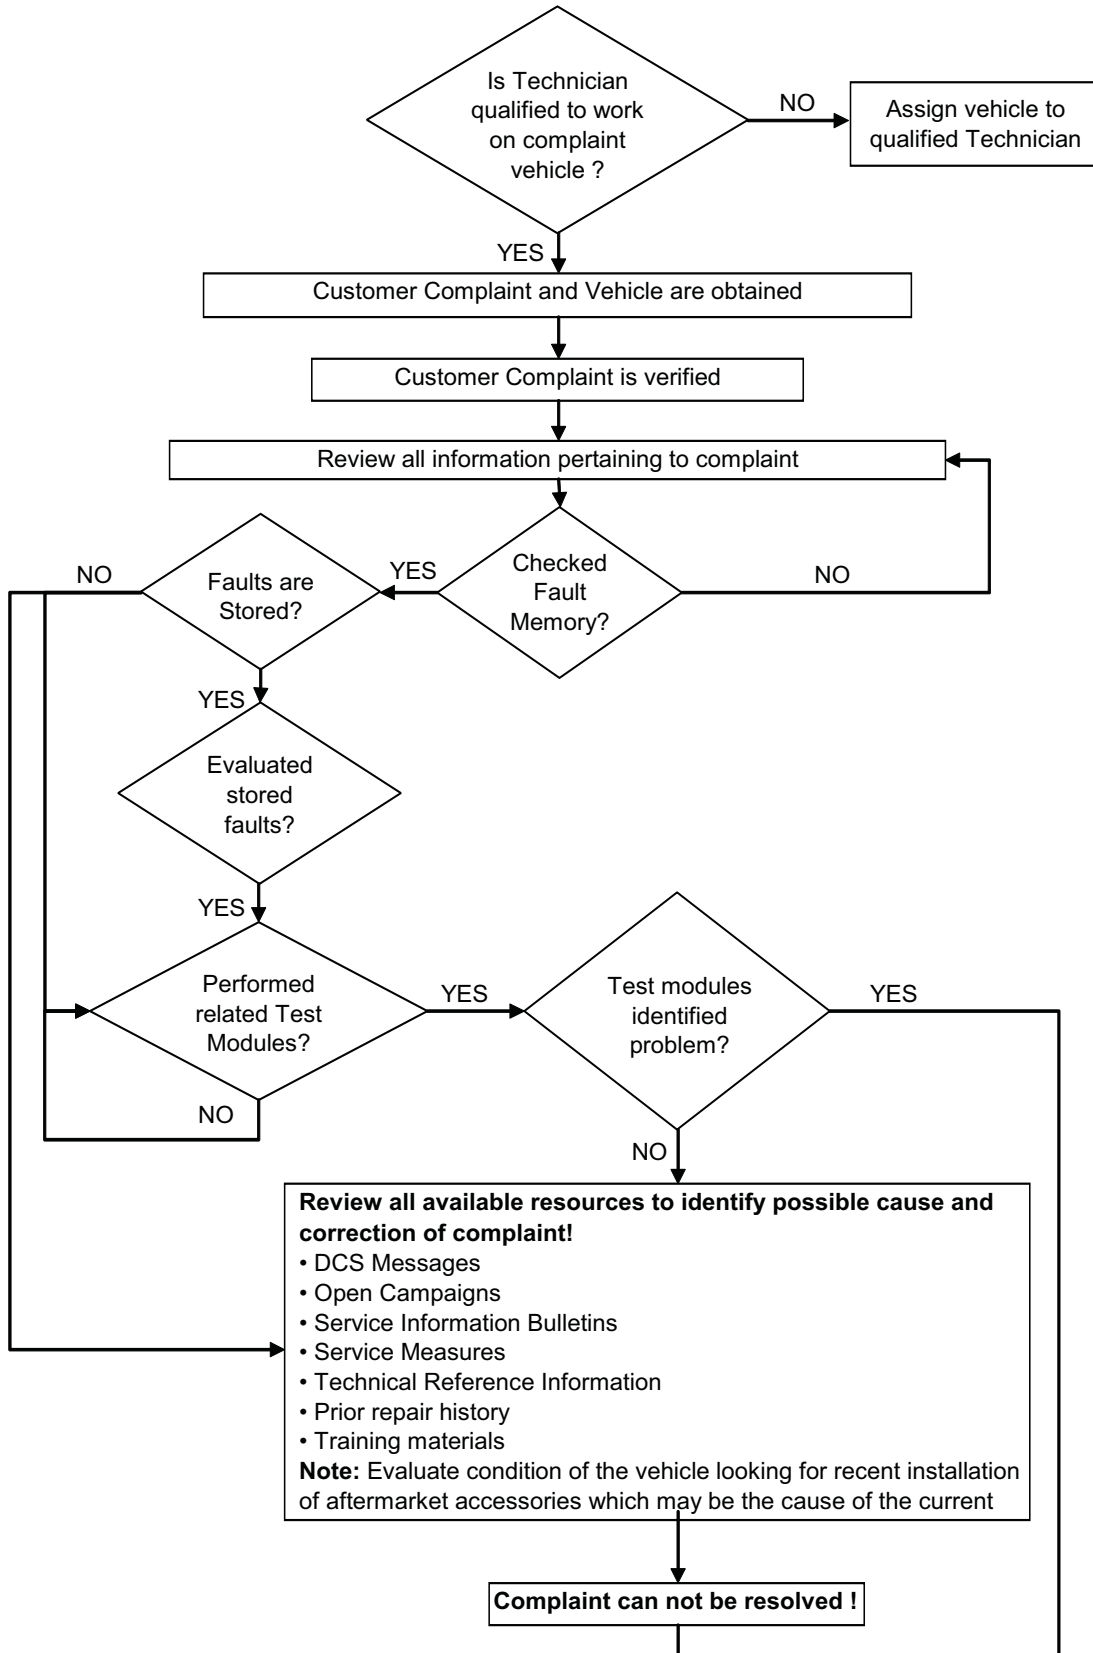 Is Technician
qualified to work
on complaint
vehicle ?
NO
Assign vehicle to
qualified Technician
YES
Customer Complaint and Vehicle are obtained
Customer Complaint is verified
Review all information pertaining to complaint
NO
Faults are
Stored?
YES
Checked
Fault
Memory?
NO
YES
Evaluated
stored
faults?
YES
Performed
related Test
Modules?
YES
Test modules
identified
problem?
YES
NO
NO
Review all available resources to identify possible cause and
correction of complaint!
• DCS Messages
• Open Campaigns
• Service Information Bulletins
• Service Measures
• Technical Reference Information
• Prior repair history
• Training materials
Note: Evaluate condition of the vehicle looking for recent installation
of aftermarket accessories which may be the cause of the current
Complaint can not be resolved !